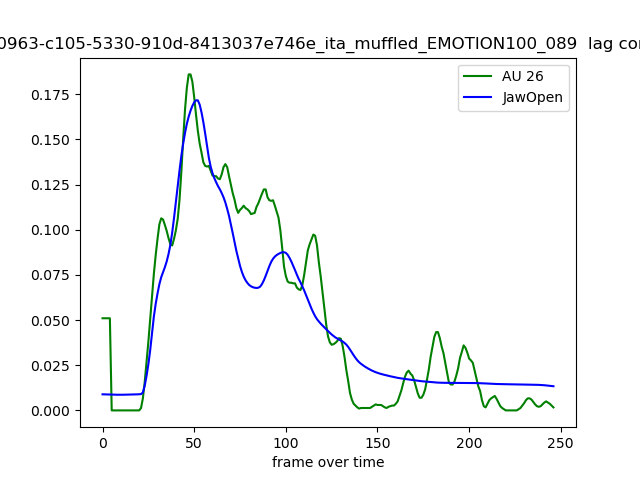 0963-c105-5330-910d-8413037e746e_ita_muffled_EMOTION100_089 lag
AU 26
JawOpen
0.175
0.150
0.125
0.100
0.075
0.050
0.025
0.000
0 50 100 150 200 250
frame over time